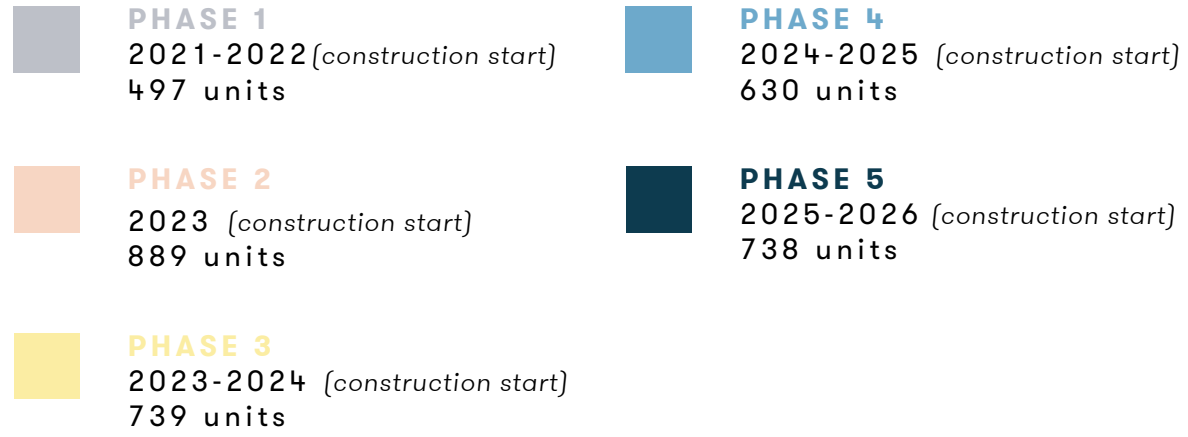 PHASE 1
2021-2022 (construction start)
497 units
PHASE 2
2023 (construction start)
889 units
PHASE 3
2023-2024 (construction start)
739 units
PHASE 4
2024-2025 (construction start)
630 units
PHASE 5
2025-2026 (construction start)
738 units